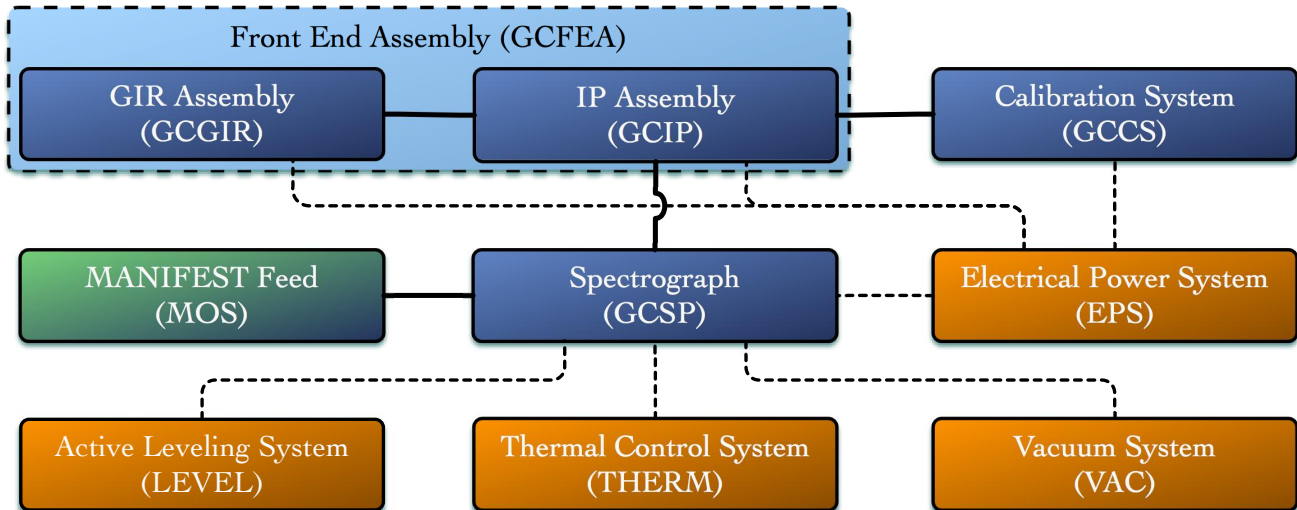 Front End Assembly (GCFEA)
GIR Assembly
(GCGIR)
IP Assembly
(GCIP)
Calibration System
(GCCS)
MANIFEST Feed
(MOS)
Spectrograph
(GCSP)
Electrical Power System
(EPS)
Active Leveling System
(LEVEL)
Thermal Control System
(THERM)
Vacuum System
(VAC)